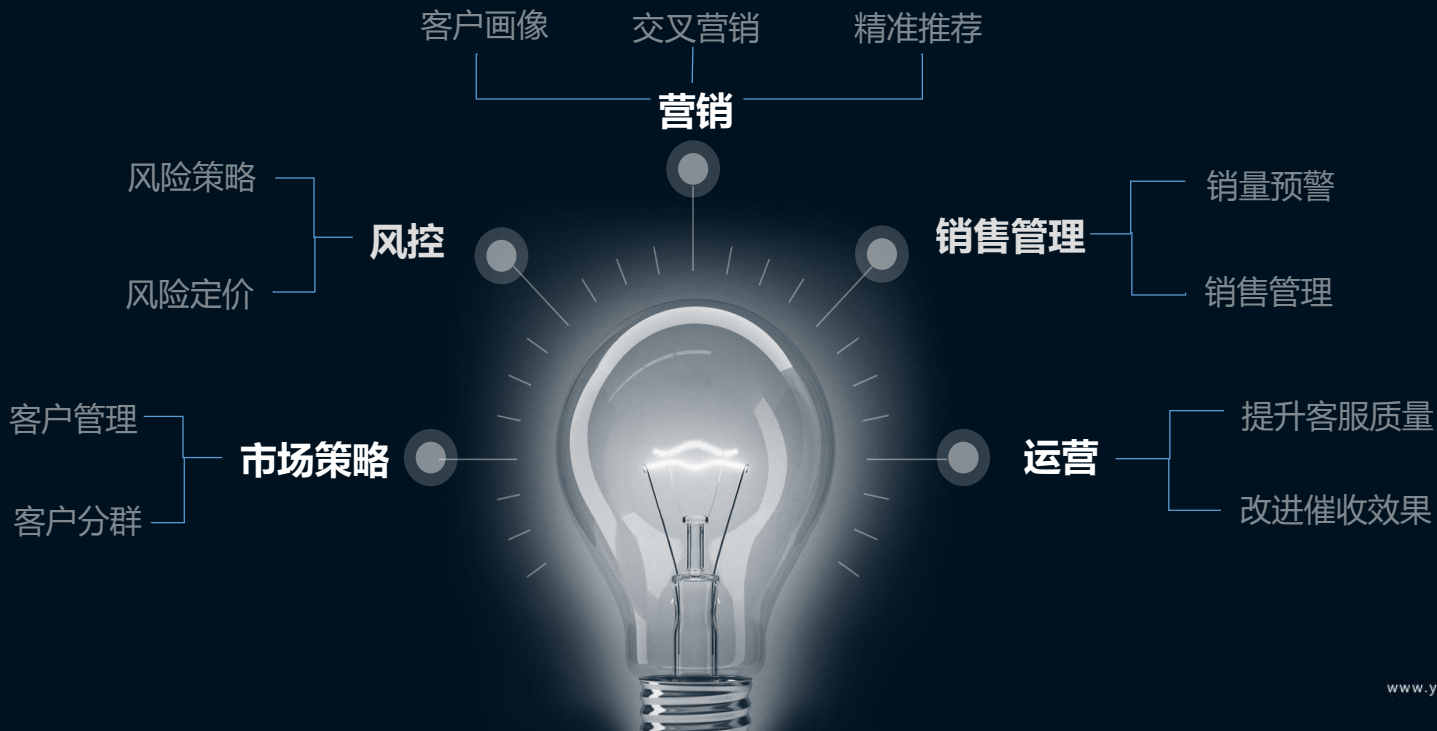 客户画像 交叉营销 精准推荐
营销
风险策略
销量预警
风控
销售管理
风险定价
销售管理
客户管理
提升客服质量
市场策略
运营
客户分群
改进催收效果
www.y